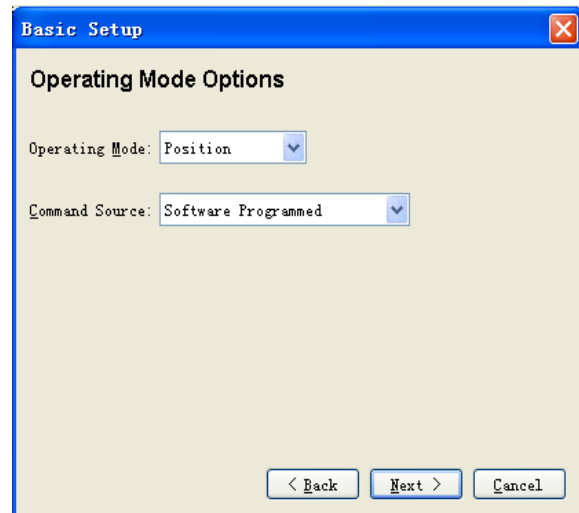 Basic Setup
Operating Mode Options
Operating Mode: Position
Command Source: Software Programmed
< Back Next > Cancel